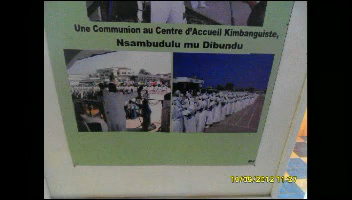 Une Communion au Centre d'Accueil Kimbanguiste,
Nsambudulu mu Dibundu